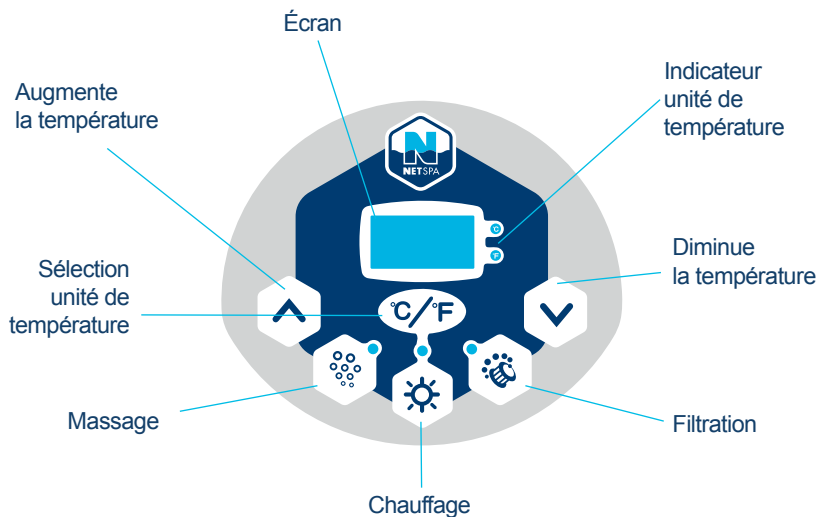 Écran
Augmente
la température
Indicateur
unité de
température
N
NETSPA
C
°F
Sélection
unité de
température
Diminue
la température
°C/°F
Massage
Filtration
Chauffage